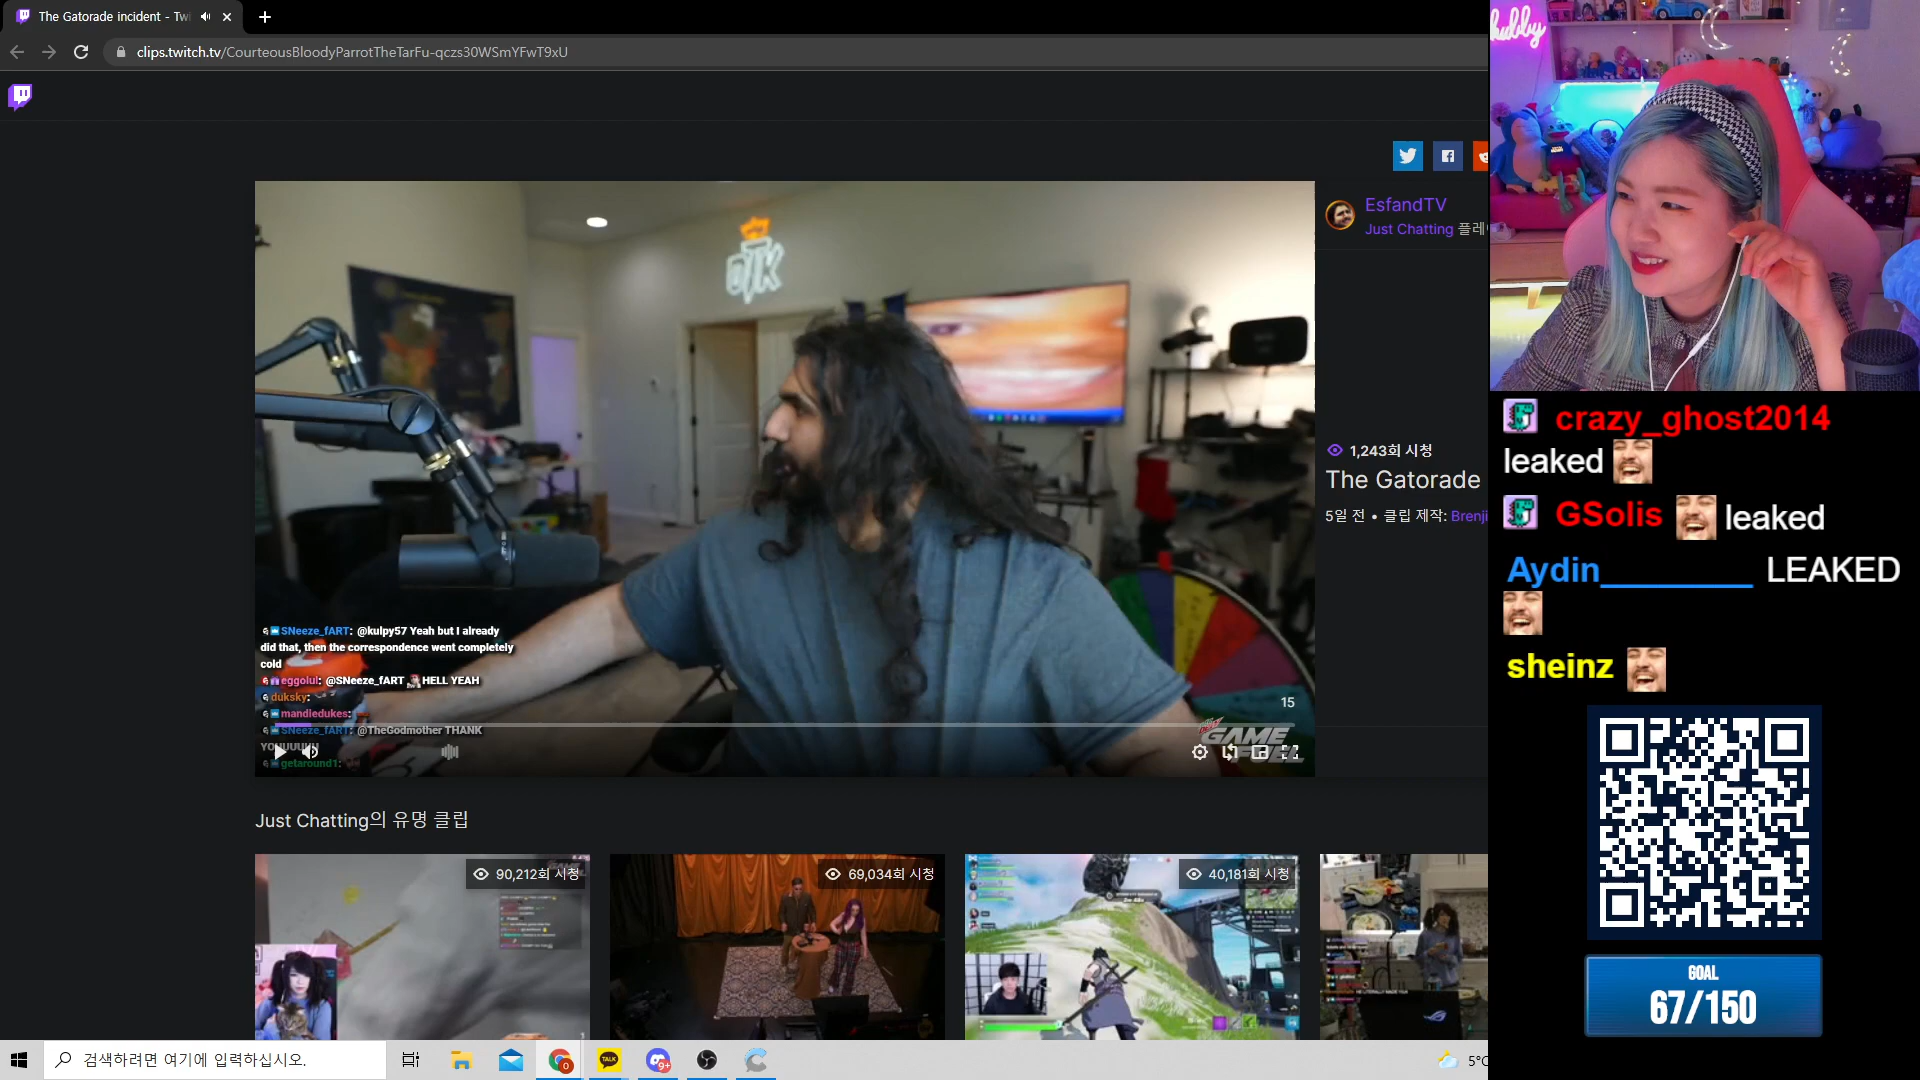 The Gatorade incident - Twi
clips.twitch.tv/CourteousBloodyParrotTheTarFu-qczs30WSmYFwT9xU
EsfandTV
Just Chatting 플레
1,243회 시청
The Gatorade
5일 전 • 클립 제작: Brenji
SNeeze_fART: @kulpy57 Yeah but I already
did that, then the correspondence went completely
cold
eggolul: @SNeeze_fART HELL YEAH
duksky:
mandiedukes:
SNeeze_fART: @TheGodmother THANK
YOUUUUU
getaround1:
15
GAME
FUEL
Just Chatting의 유명 클립
90,212회 시청
69,034회 시청
40,181회 시청
검색하려면 여기에 입력하십시오.
TALK
9+
5°C
chubby
crazy_ghost2014
leaked
GSolis leaked
Aydin_________ LEAKED
sheinz
GOAL
67/150